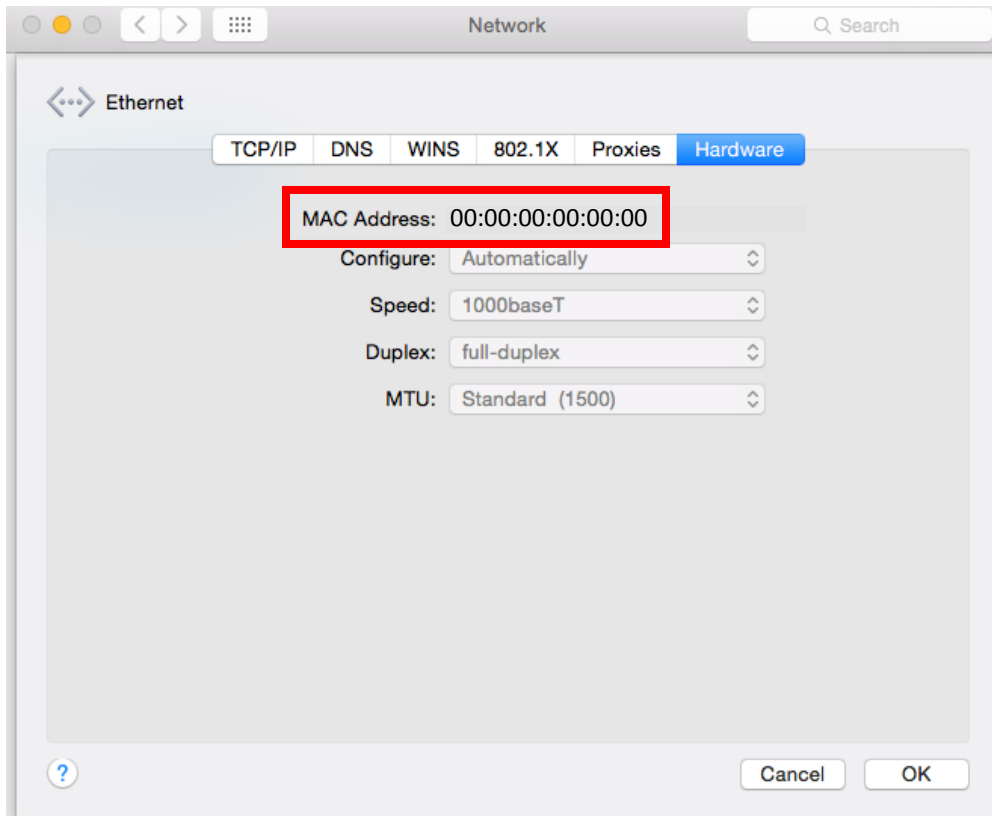 Network
Search
Ethernet
TCP/IP DNS WINS 802.1X Proxies Hardware
MAC Address: 00:00:00:00:00:00
Configure: Automatically
Speed: 1000baseT
Duplex: full-duplex
MTU: Standard (1500)
? Cancel OK